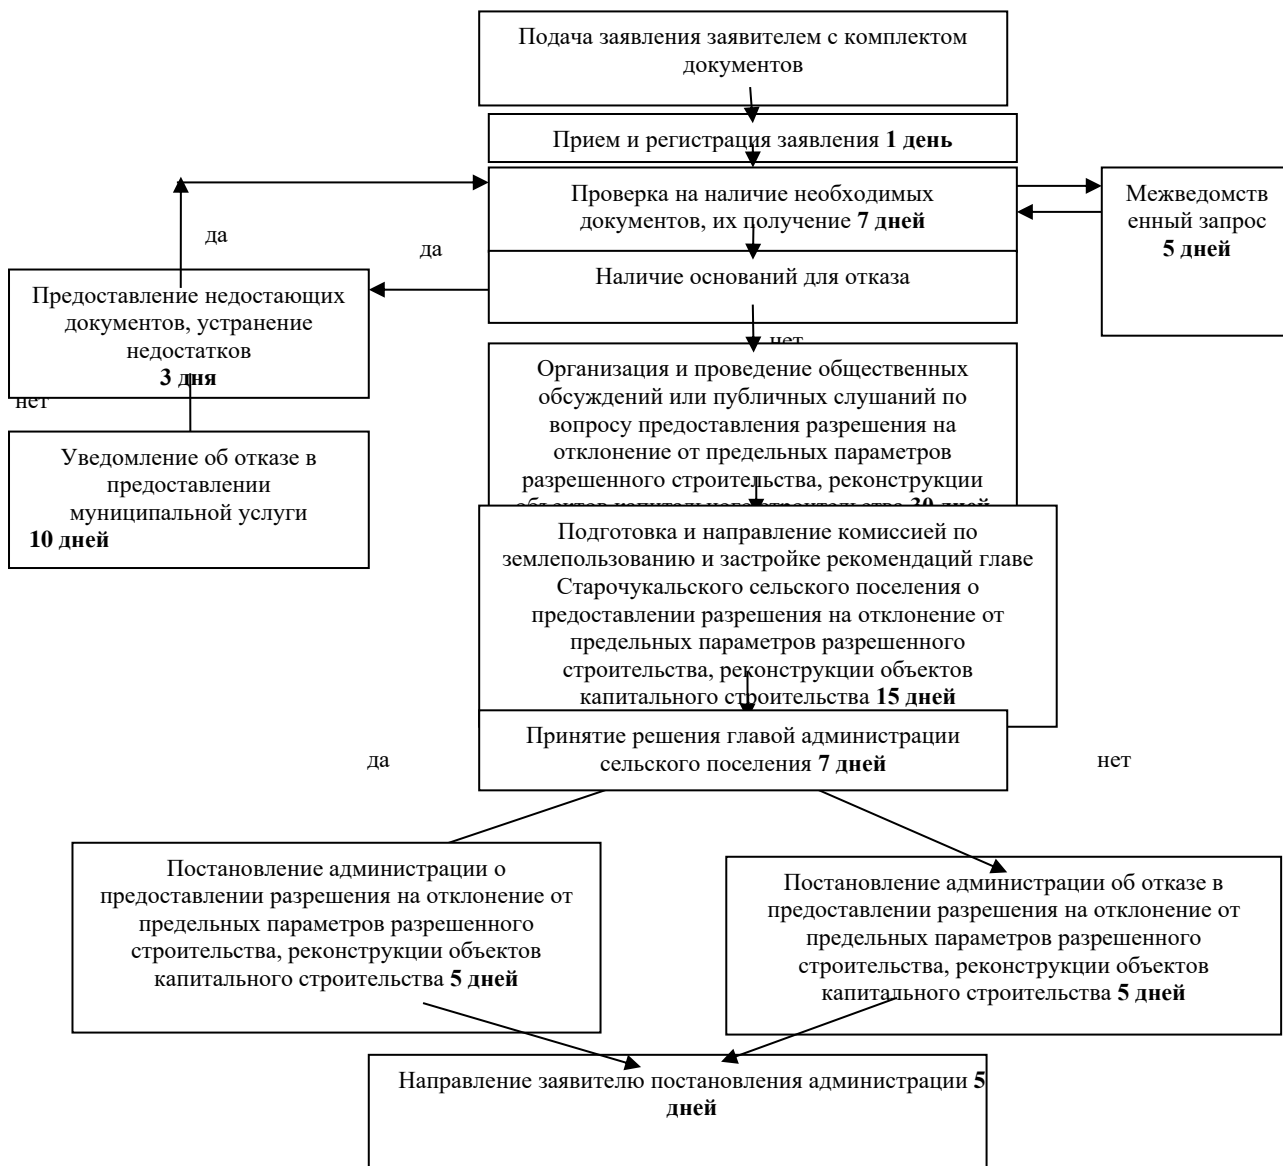 Подача заявления заявителем с комплектом
документов
Прием и регистрация заявления 1 день
Проверка на наличие необходимых
документов, их получение 7 дней
Межведомств
енный запрос
5 дней
да
да
Наличие оснований для отказа
Предоставление недостающих
документов, устранение
недостатков
3 дня
нет
нет
Организация и проведение общественных
обсуждений или публичных слушаний по
вопросу предоставления разрешения на
отклонение от предельных параметров
разрешенного строительства, реконструкции
объектов капитального строительства 30 дней
Уведомление об отказе в
предоставлении
муниципальной услуги
10 дней
Подготовка и направление комиссией по
землепользованию и застройке рекомендаций главе
Старочукальского сельского поселения о
предоставлении разрешения на отклонение от
предельных параметров разрешенного
строительства, реконструкции объектов
капитального строительства 15 дней
Принятие решения главой администрации
сельского поселения 7 дней
да
нет
Постановление администрации о
предоставлении разрешения на отклонение от
предельных параметров разрешенного
строительства, реконструкции объектов
капитального строительства 5 дней
Постановление администрации об отказе в
предоставлении разрешения на отклонение от
предельных параметров разрешенного
строительства, реконструкции объектов
капитального строительства 5 дней
Направление заявителю постановления администрации 5
дней